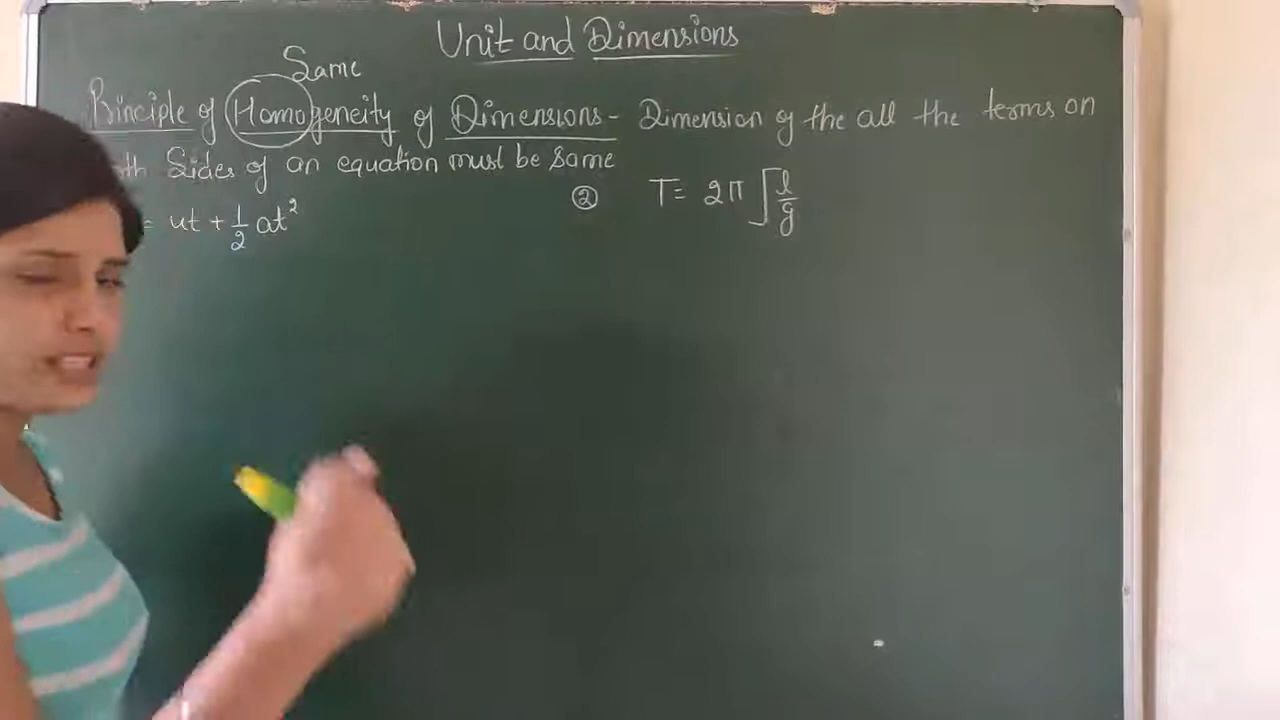 Unit and Dimensions
Same
Principle of Homogeneity of Dimensions - Dimension of the all the terms on
Sides of an equation must be same
= ut + 1/2 at²
② T = 2π √l/g